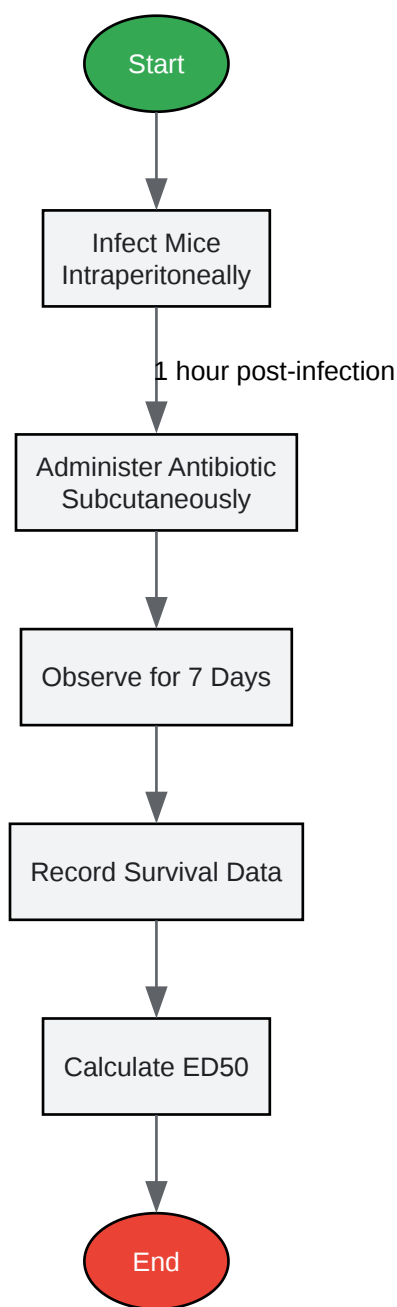 Start
Infect Mice
Intraperitoneally
1 hour post-infection
Administer Antibiotic
Subcutaneously
Observe for 7 Days
Record Survival Data
Calculate ED50
End